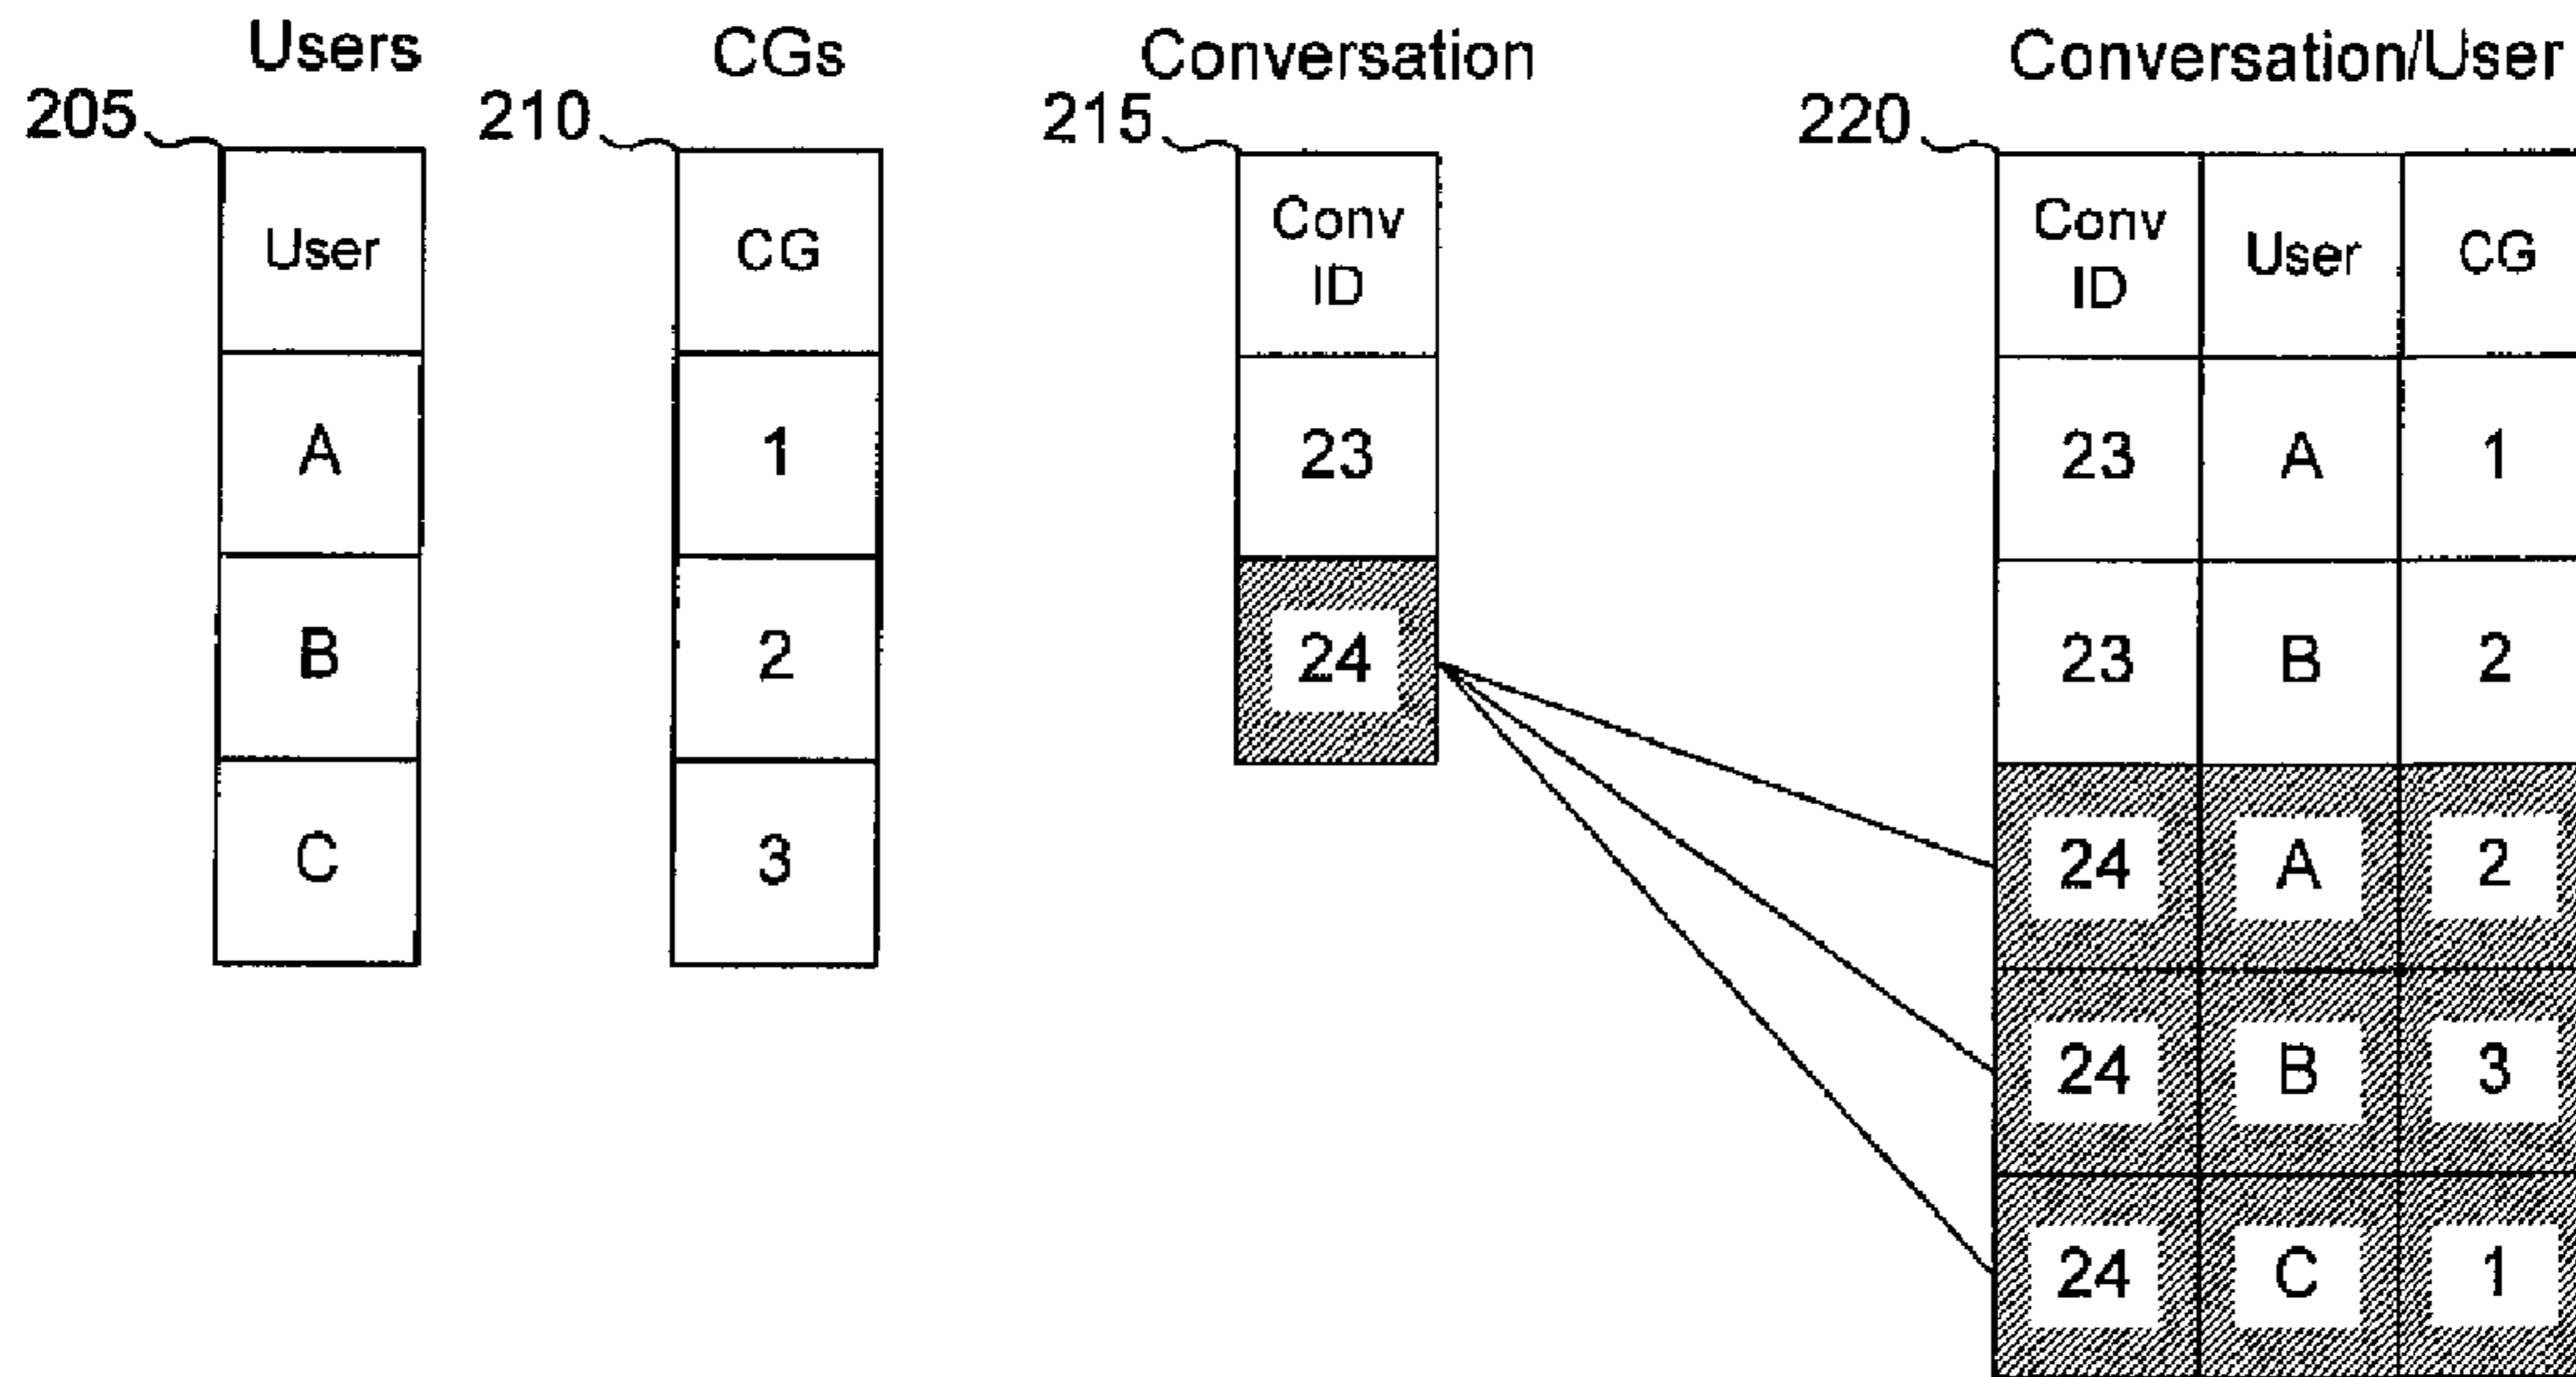 Users
CGs
Conversation
Conversation/User
205
210
215
220
User
CG
Conv
ID
Conv
ID
User
CG
A
1
23
23
A
1
B
2
24
23
B
2
C
3
24
A
2
24
B
3
24
C
1